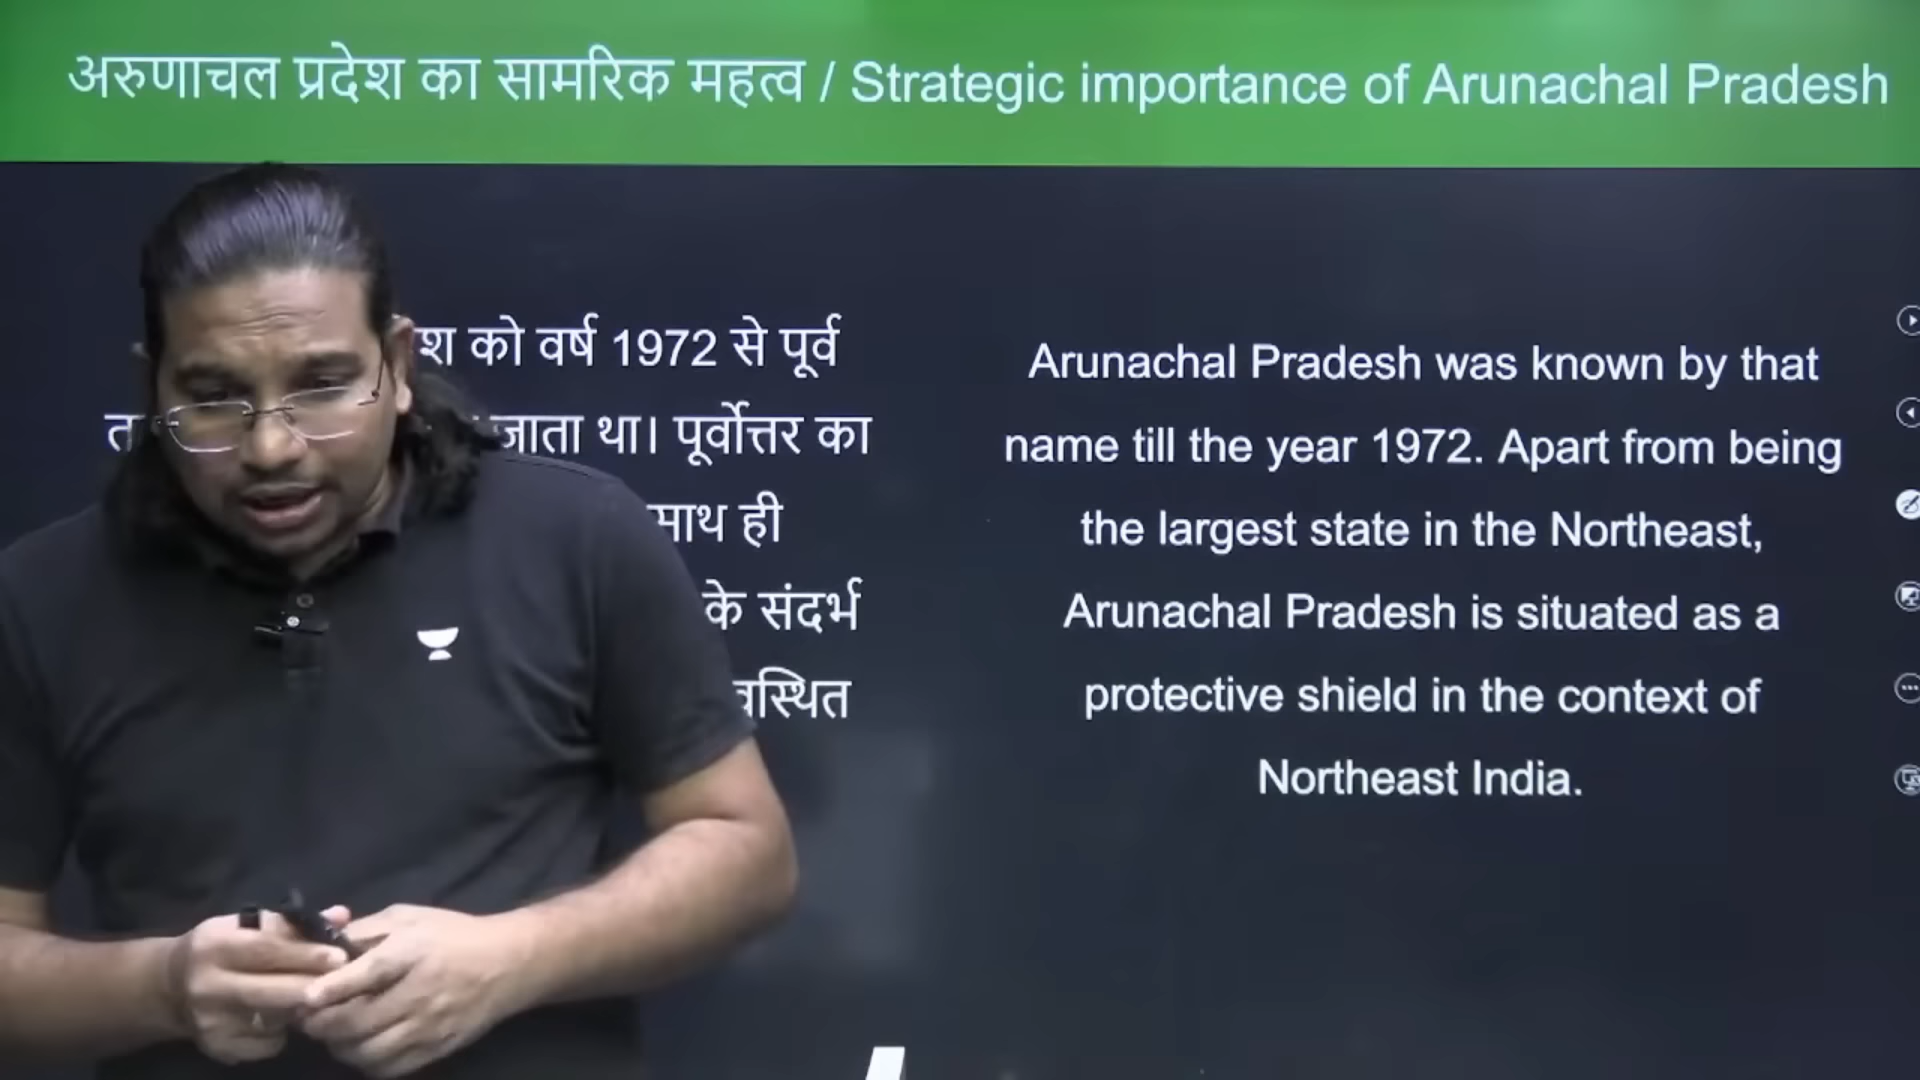 अरुणाचल प्रदेश का सामरिक महत्व / Strategic importance of Arunachal Pradesh
को वर्ष 1972 से पूर्व
जाता था। पूर्वोत्तर का
ही
के संदर्भ
Arunachal Pradesh was known by that
name till the year 1972. Apart from being
the largest state in the Northeast,
Arunachal Pradesh is situated as a
protective shield in the context of
Northeast India.